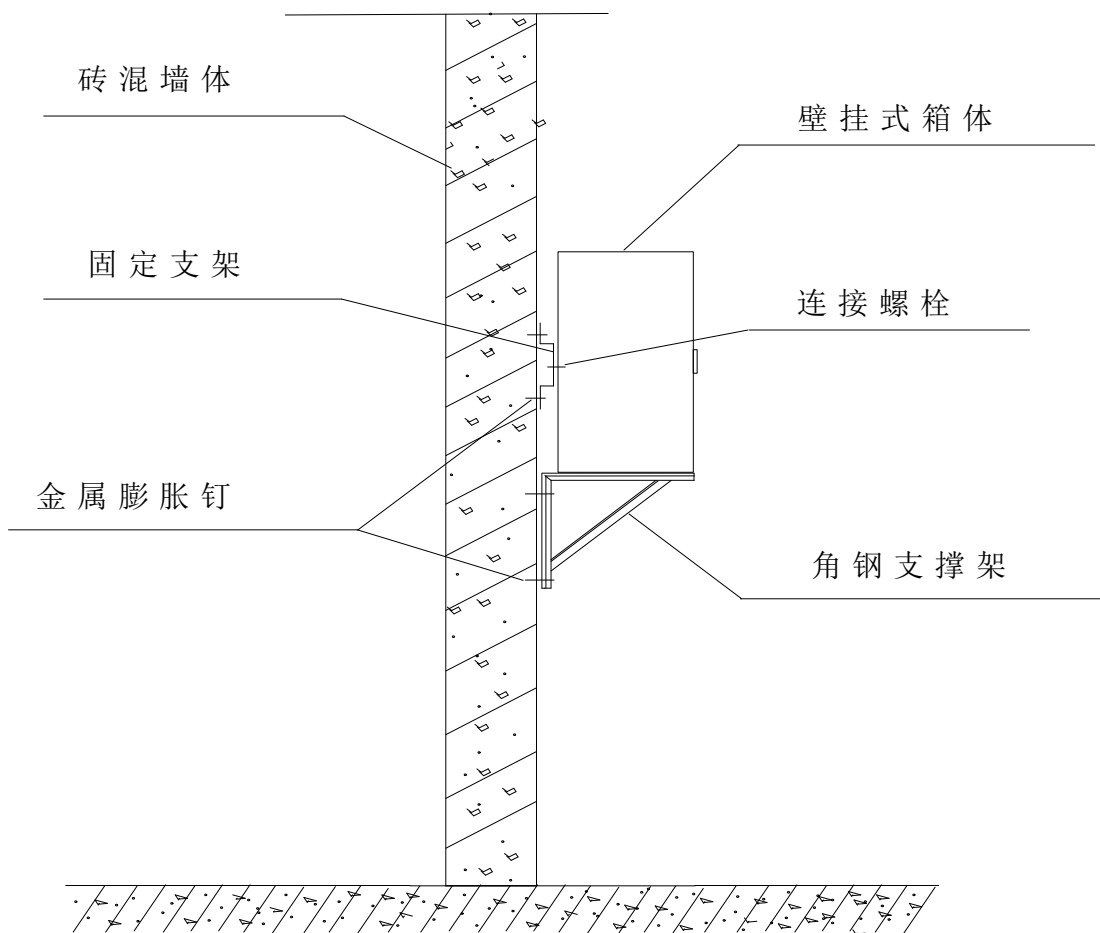 砖混墙体
壁挂式箱体
固定支架
连接螺栓
金属膨胀钉
角钢支撑架